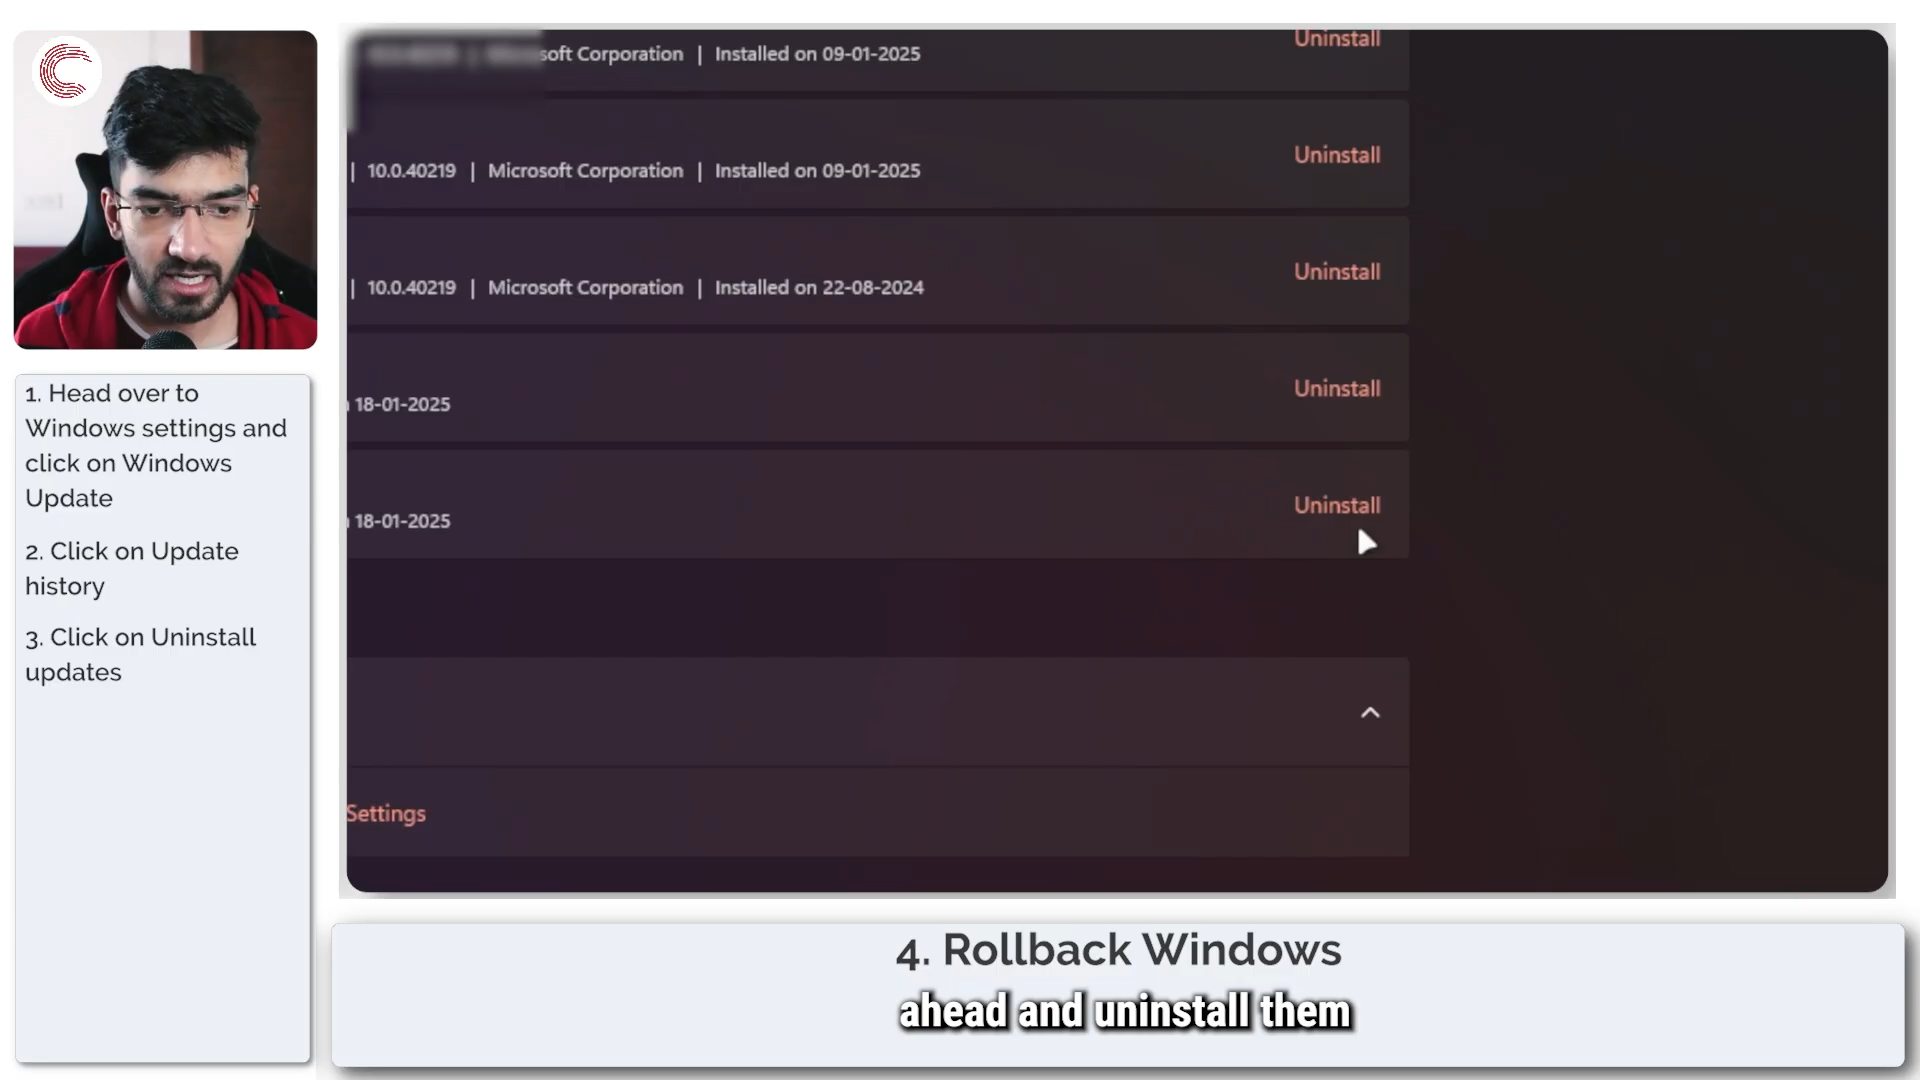 1. Head over to
Windows settings and
click on Windows
Update
2. Click on Update
history
3. Click on Uninstall
updates
soft Corporation | Installed on 09-01-2025
Uninstall
| 10.0.40219 | Microsoft Corporation | Installed on 09-01-2025
Uninstall
| 10.0.40219 | Microsoft Corporation | Installed on 22-08-2024
Uninstall
18-01-2025
Uninstall
18-01-2025
Uninstall
Settings
4. Rollback Windows
ahead and uninstall them